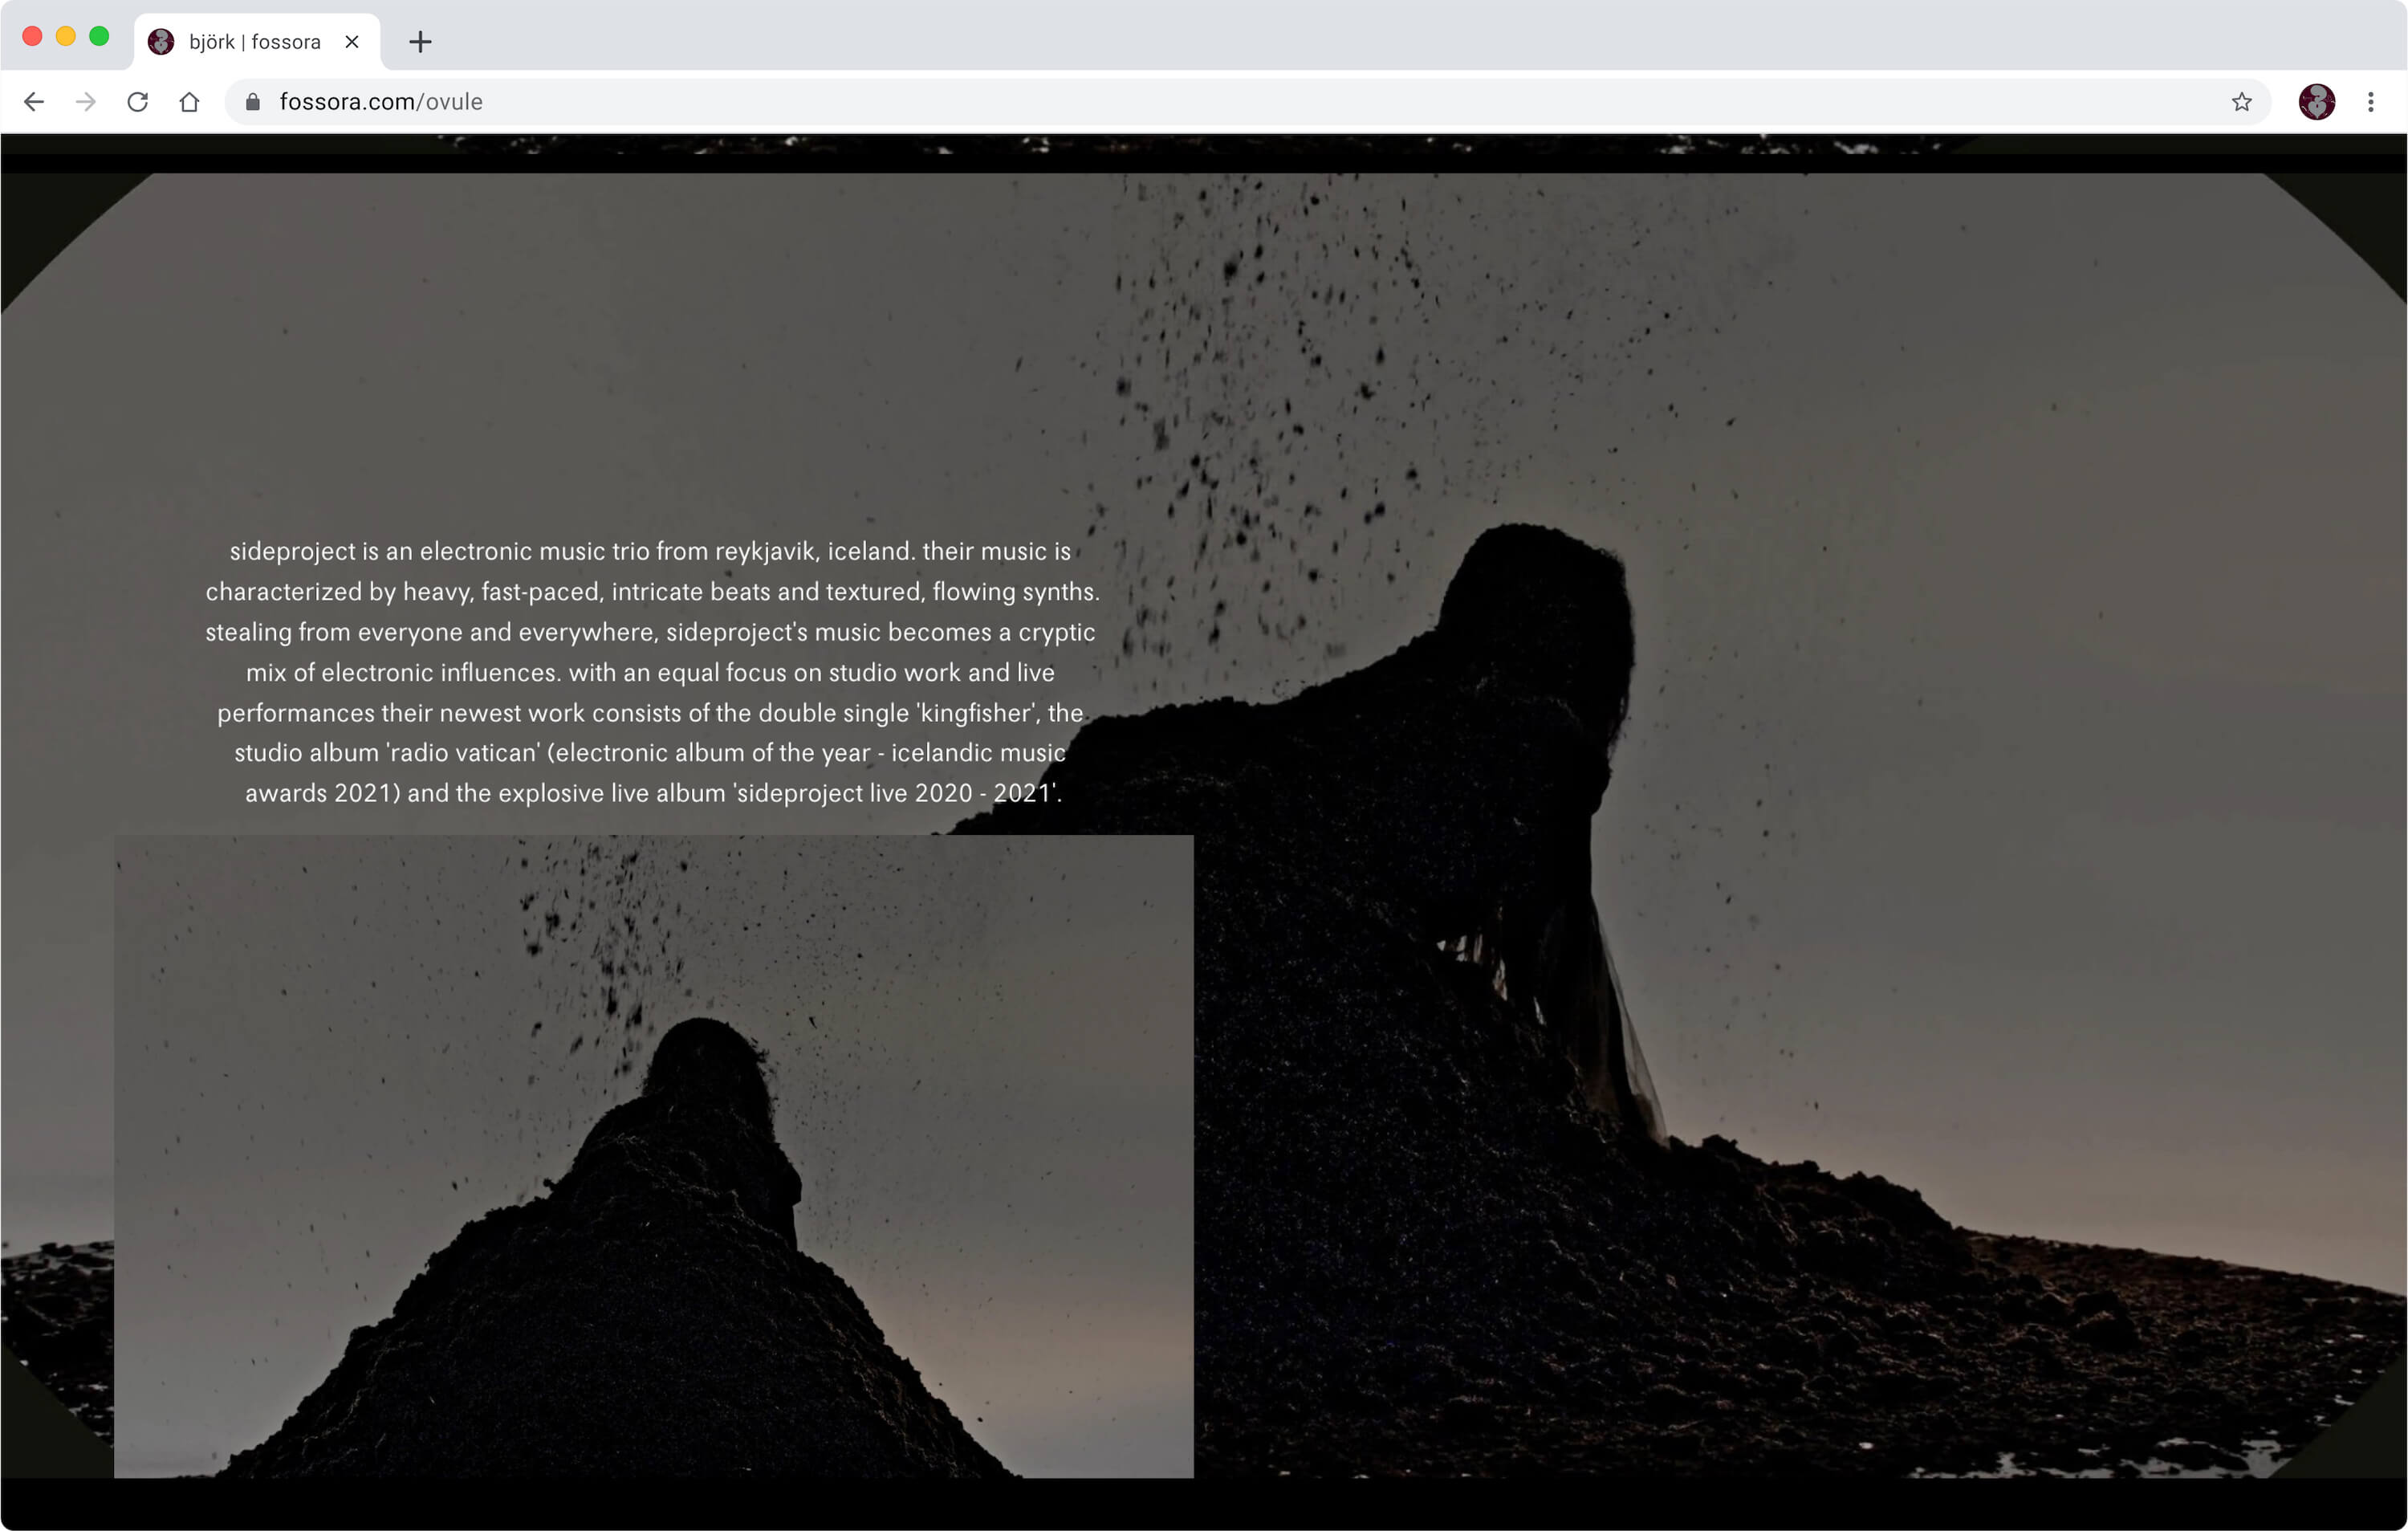 björk | fossora
fossora.com/ovule
sideproject is an electronic music trio from reykjavik, iceland. their music is
characterized by heavy, fast-paced, intricate beats and textured, flowing synths.
stealing from everyone and everywhere, sideproject's music becomes a cryptic
mix of electronic influences. with an equal focus on studio work and live
performances their newest work consists of the double single 'kingfisher', the
studio album 'radio vatican' (electronic album of the year - icelandic music
awards 2021) and the explosive live album 'sideproject live 2020 - 2021'.